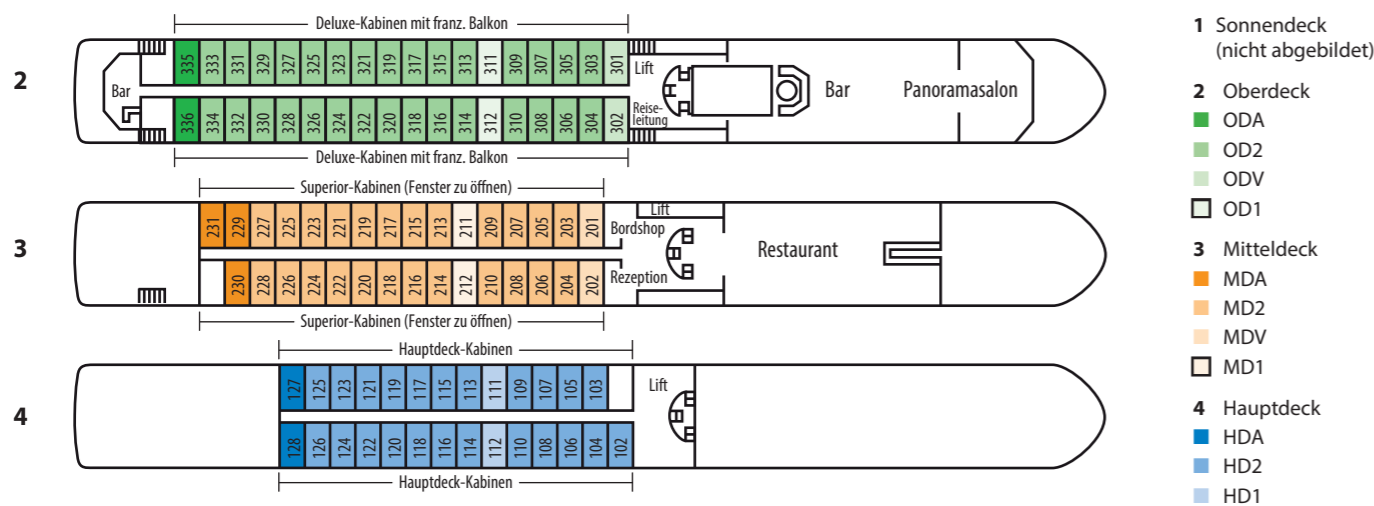 Deluxe-Kabinen mit franz. Balkon
2
Bar
335 333 331 329 327 325 323 321 319 317 315 313 311 309 307 305 303 301
336 334 332 330 328 326 324 322 320 318 316 314 312 310 308 306 304 302
Lift
Reise-
leitung
Bar
Panoramasalon
Deluxe-Kabinen mit franz. Balkon
Superior-Kabinen (Fenster zu öffnen)
3
231 229 227 225 223 221 219 217 215 213 211 209 207 205 203 201
230 228 226 224 222 220 218 216 214 212 210 208 206 204 202
Lift
Bordshop
Rezeption
Restaurant
Superior-Kabinen (Fenster zu öffnen)
Hauptdeck-Kabinen
4
127 125 123 121 119 117 115 113 111 109 107 105 103
128 126 124 122 120 118 116 114 112 110 108 106 104 102
Lift
Hauptdeck-Kabinen
1 Sonnendeck
(nicht abgebildet)
2 Oberdeck
ODA
OD2
ODV
OD1
3 Mitteldeck
MDA
MD2
MDV
MD1
4 Hauptdeck
HDA
HD2
HD1